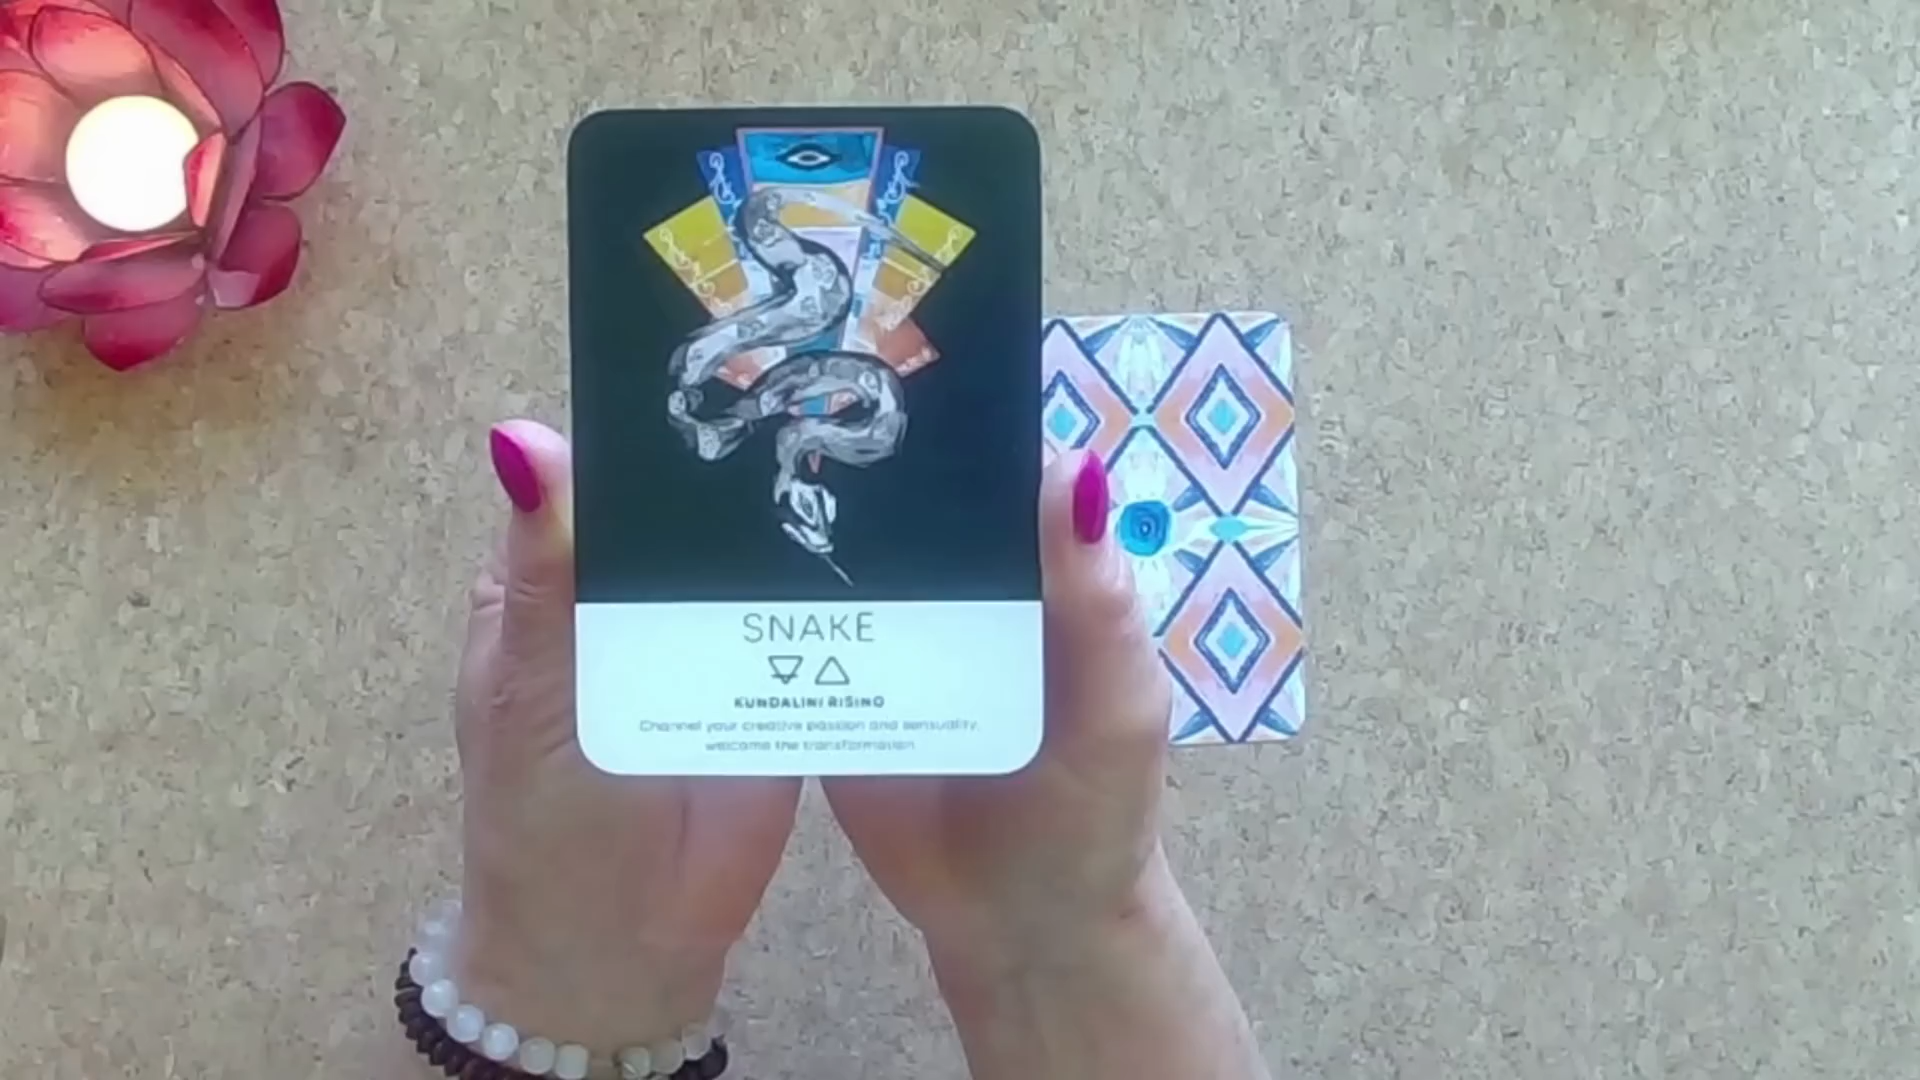 SNAKE
KUNDALINI RISING
Channel your creative passion and sensuality,
welcome the transformation